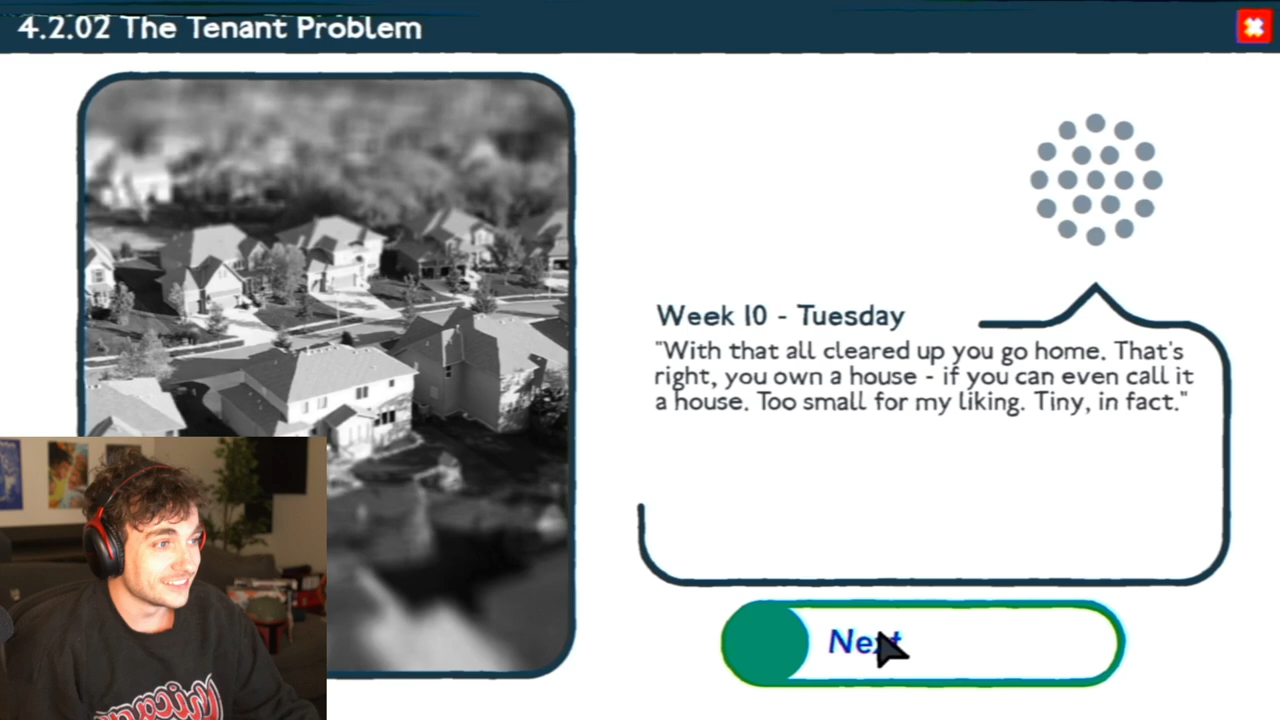 4.2.02 The Tenant Problem
Week 10 - Tuesday
"With that all cleared up you go home. That's
right, you own a house - if you can even call it
a house. Too small for my liking. Tiny, in fact."
Next